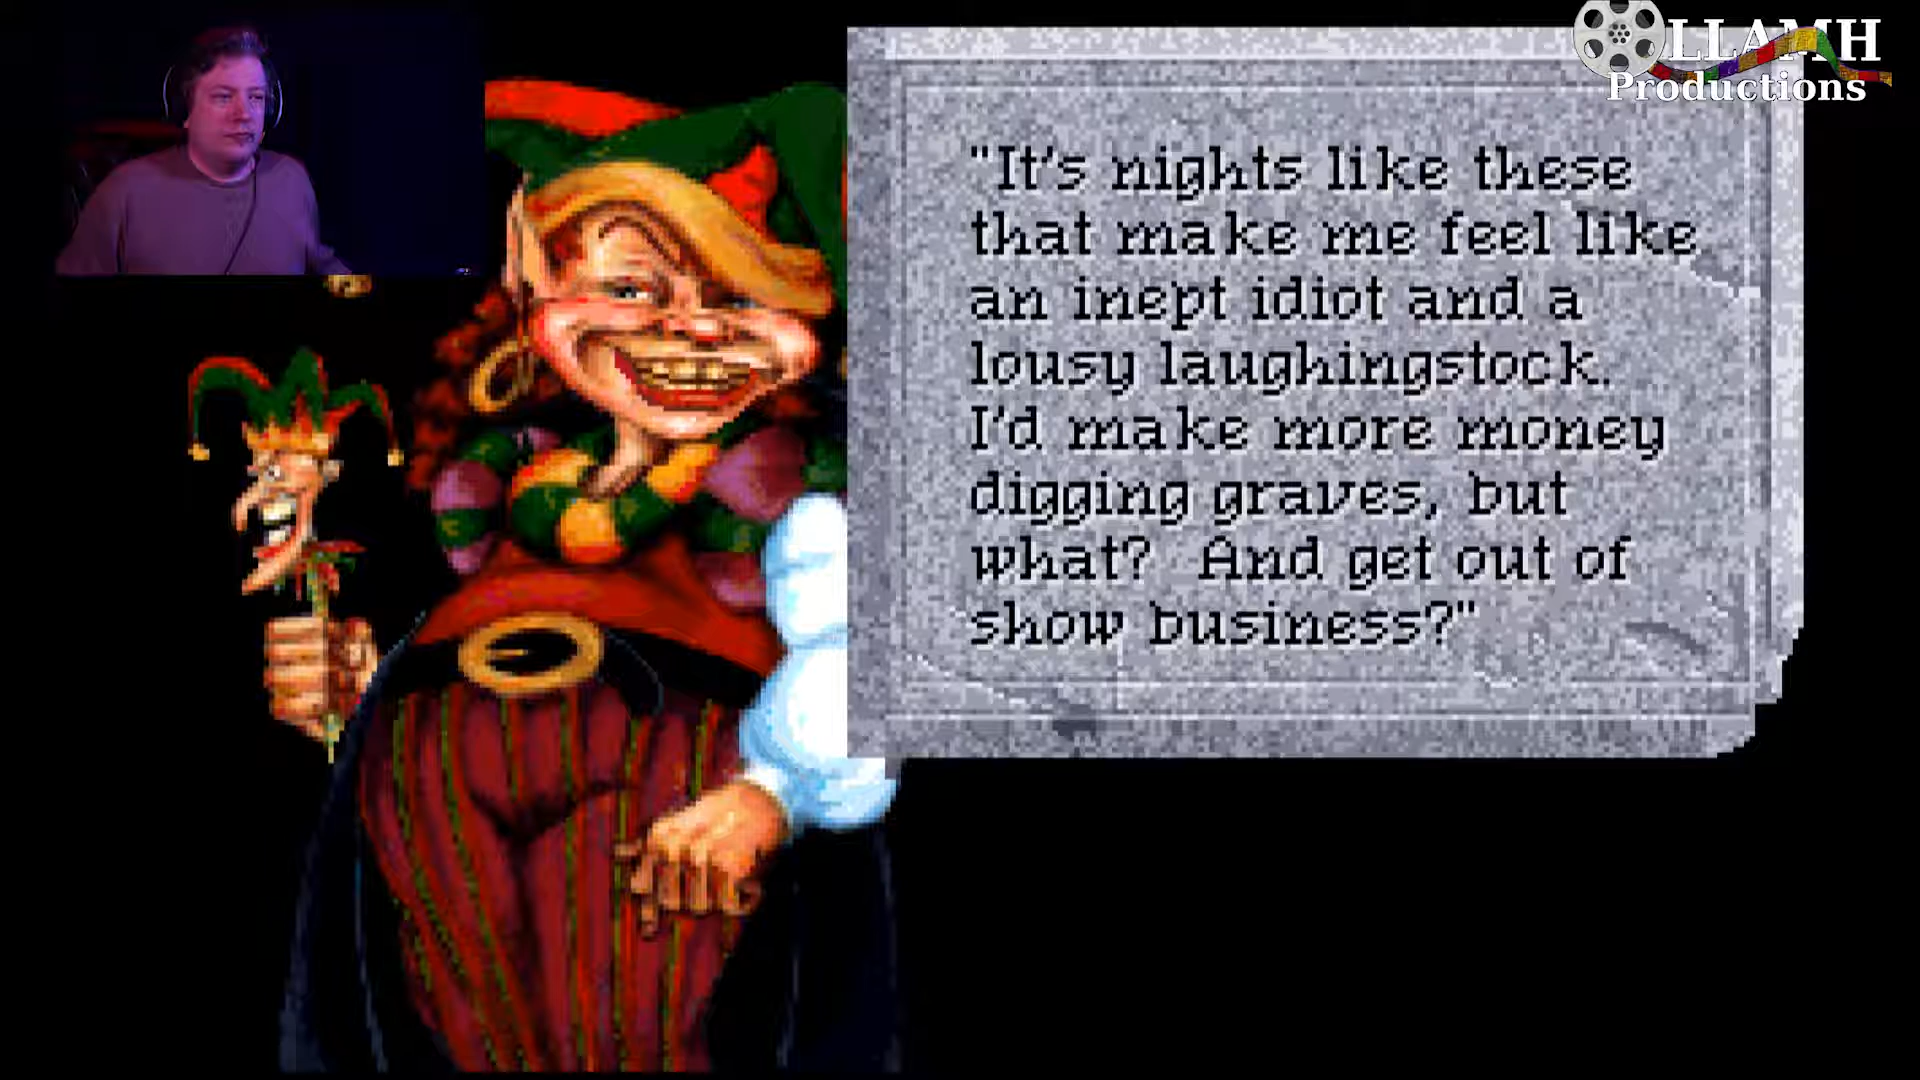 LLAMH
Productions
"It's nights like these
that make me feel like
an inept idiot and a
lousy laughingstock.
I'd make more money
digging graves, but
what?  And get out of
show business?"